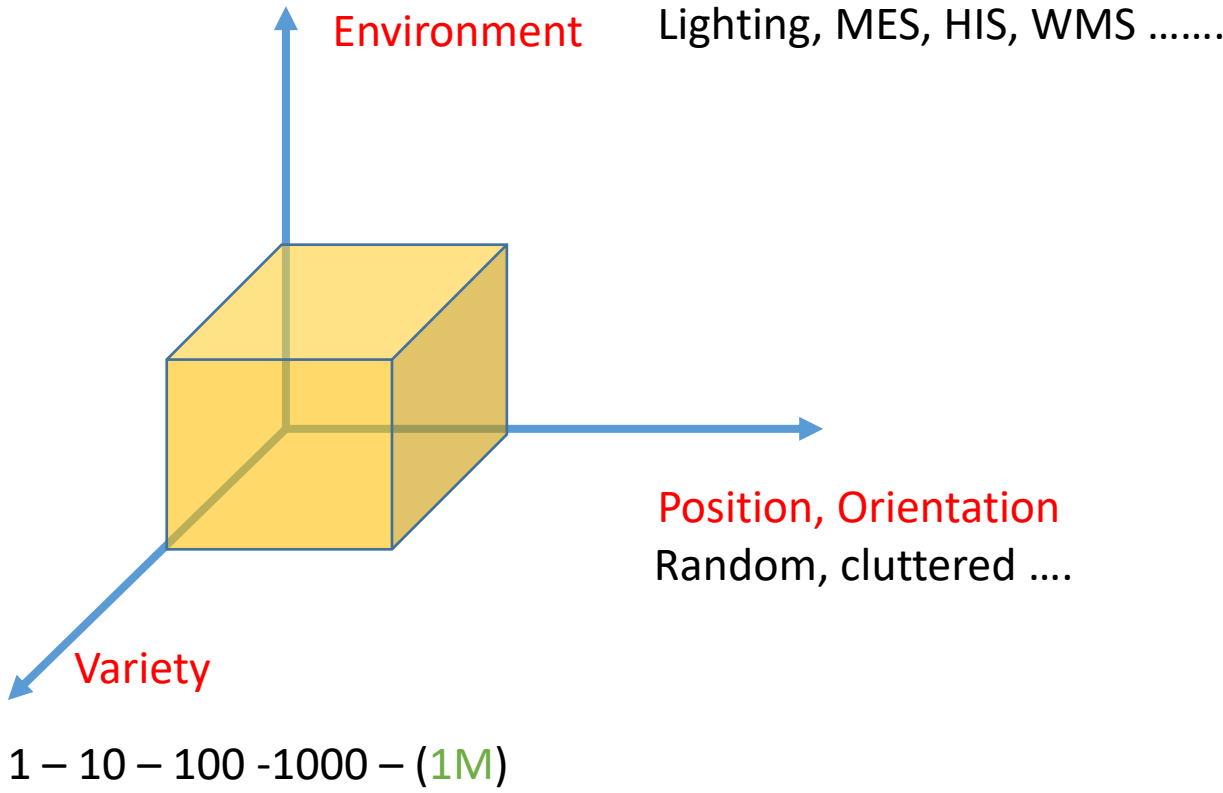 Environment
Lighting, MES, HIS, WMS …….
Position, Orientation
Random, cluttered ….
Variety
1 – 10 – 100 -1000 – (1M)